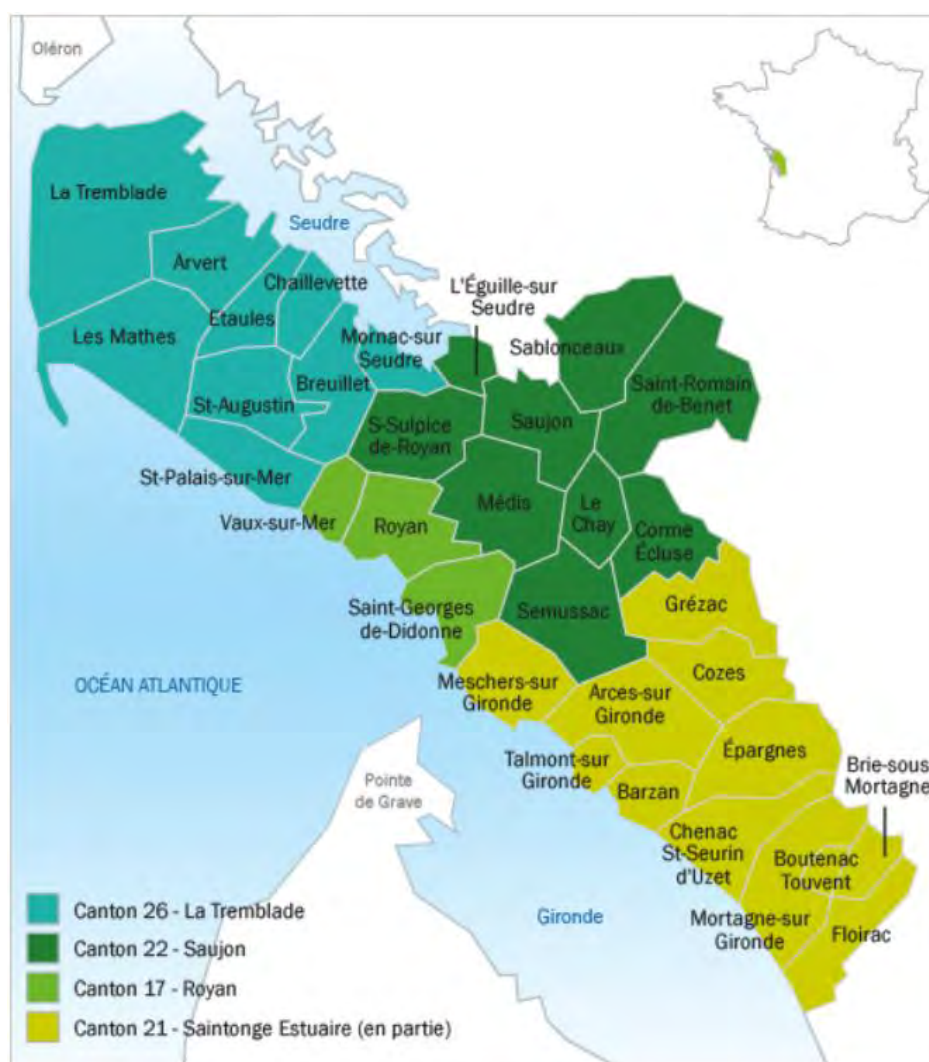 Oléron
La Tremblade
Seudre
Arvert
Chaillevette
L'Éguille-sur
Seudre
Etaules
Les Mathes
Mornac-sur
Seudre
Sablonceaux
Breuillet
Saint-Romain
de-Benet
St-Augustin
S-Sulpice
de-Royan
Saujon
St-Palais-sur-Mer
Médis
Le
Chay
Vaux-sur-Mer
Royan
Corme
Écluse
Saint-Georges
de-Didonne
Semussac
Grézac
OCÉAN ATLANTIQUE
Meschers-sur
Gironde
Arces-sur
Gironde
Cozes
Talmont-sur
Gironde
Épargnes
Brie-sous
Mortagne
Pointe
de Grave
Barzan
Chenac
St-Seurin
d'Uzet
Boutenac
Touvent
Canton 26 - La Tremblade
Gironde
Mortagne-sur
Gironde
Floirac
Canton 22 - Saujon
Canton 17 - Royan
Canton 21 - Saintonge Estuaire (en partie)